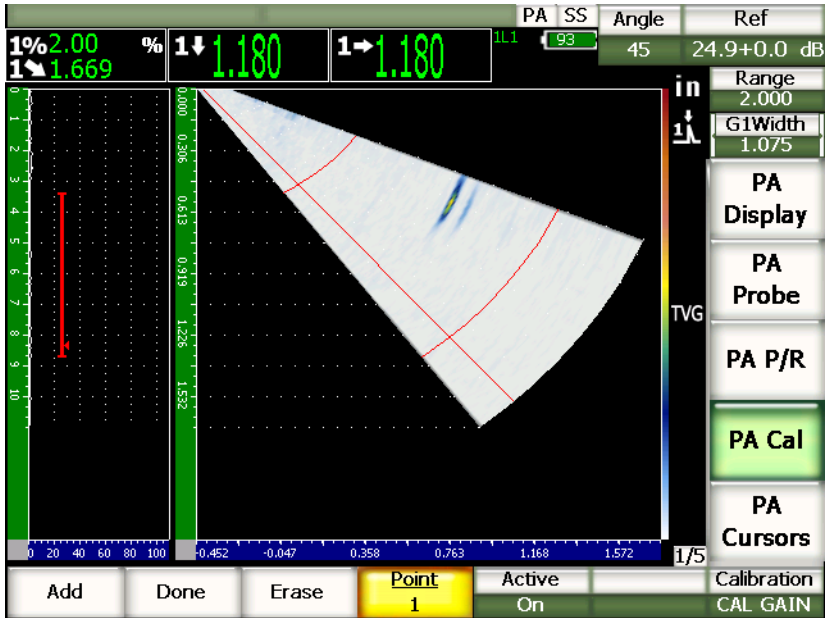 PA SS Angle Ref
1%2.00 % 1 1.180 1 1.180 1L1 93 45 24.9+0.0 dB
1 1.669
in
Range
2.000
G1Width
1.075
1
PA
Display
PA
Probe
TVG
PA P/R
PA Cal
PA
Cursors
0
1
2
3
4
5
6
7
8
9
10
0.000
0.306
0.613
0.919
1.226
1.532
0 20 40 60 80 100
-0.452 -0.047 0.358 0.763 1.168 1.572
1/5
Add Done Erase Point Active Calibration
1 On CAL GAIN